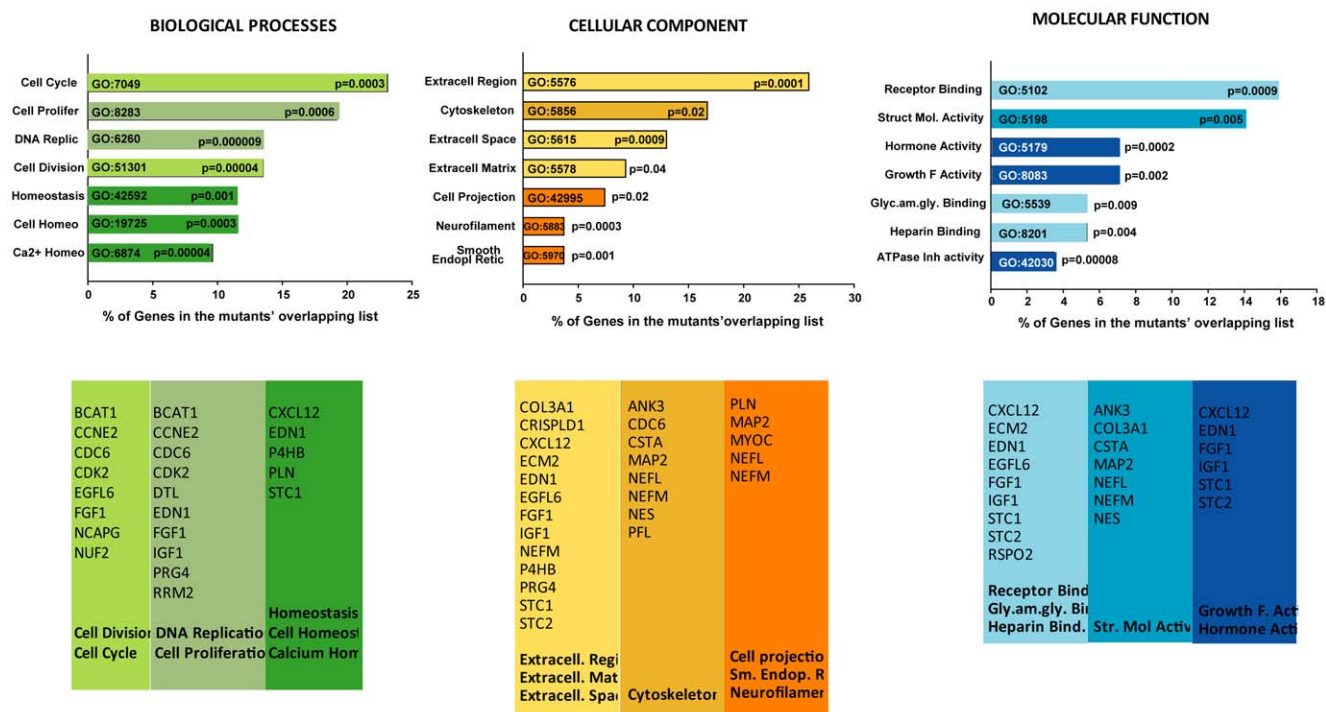 BIOLOGICAL PROCESSES
Cell Cycle GO:7049 p=0.0003
Cell Prolifer GO:8283 p=0.0006
DNA Replic GO:6260 p=0.000009
Cell Division GO:51301 p=0.00004
Homeostasis GO:42592 p=0.001
Cell Homeo GO:19725 p=0.0003
Ca2+ Homeo GO:6874 p=0.00004
0 5 10 15 20 25
% of Genes in the mutants' overlapping list
CELLULAR COMPONENT
Extracell Region GO:5576 p=0.0001
Cytoskeleton GO:5856 p=0.02
Extracell Space GO:5615 p=0.0009
Extracell Matrix GO:5578 p=0.04
Cell Projection GO:42995 p=0.02
Neurofilament GO:5883 p=0.0003
Smooth
Endopl Retic GO:5970 p=0.001
0 5 10 15 20 25 30
% of Genes in the mutants'overlapping list
MOLECULAR FUNCTION
Receptor Binding GO:5102 p=0.0009
Struct Mol. Activity GO:5198 p=0.005
Hormone Activity GO:5179 p=0.0002
Growth F Activity GO:8083 p=0.002
Glyc.am.gly. Binding GO:5539 p=0.009
Heparin Binding GO:8201 p=0.004
ATPase Inh activity GO:42030 p=0.00008
0 2 4 6 8 10 12 14 16 18
% of Genes in the mutants' overlapping list
BCAT1
CCNE2
CDC6
CDK2
EGFL6
FGF1
NCAPG
NUF2
Cell Division
Cell Cycle
BCAT1
CCNE2
CDC6
CDK2
DTL
EDN1
FGF1
IGF1
PRG4
RRM2
DNA Replicatio
Cell Proliferatio
CXCL12
EDN1
P4HB
PLN
STC1
Homeostasis
Cell Homeost
Calcium Hom
COL3A1
CRISPLD1
CXCL12
ECM2
EDN1
EGFL6
FGF1
IGF1
NEFM
P4HB
PRG4
STC1
STC2
Extracell. Regi
Extracell. Mat
Extracell. Spac
ANK3
CDC6
CSTA
MAP2
NEFL
NEFM
NES
PFL
Cytoskeleton
PLN
MAP2
MYOC
NEFL
NEFM
Cell projectio
Sm. Endop. R
Neurofilamen
CXCL12
ECM2
EDN1
EGFL6
FGF1
IGF1
STC1
STC2
RSPO2
Receptor Bind
Gly.am.gly. Bin
Heparin Bind.
ANK3
COL3A1
CSTA
MAP2
NEFL
NEFM
NES
Str. Mol Activ
CXCL12
EDN1
FGF1
IGF1
STC1
STC2
Growth F. Act
Hormone Acti